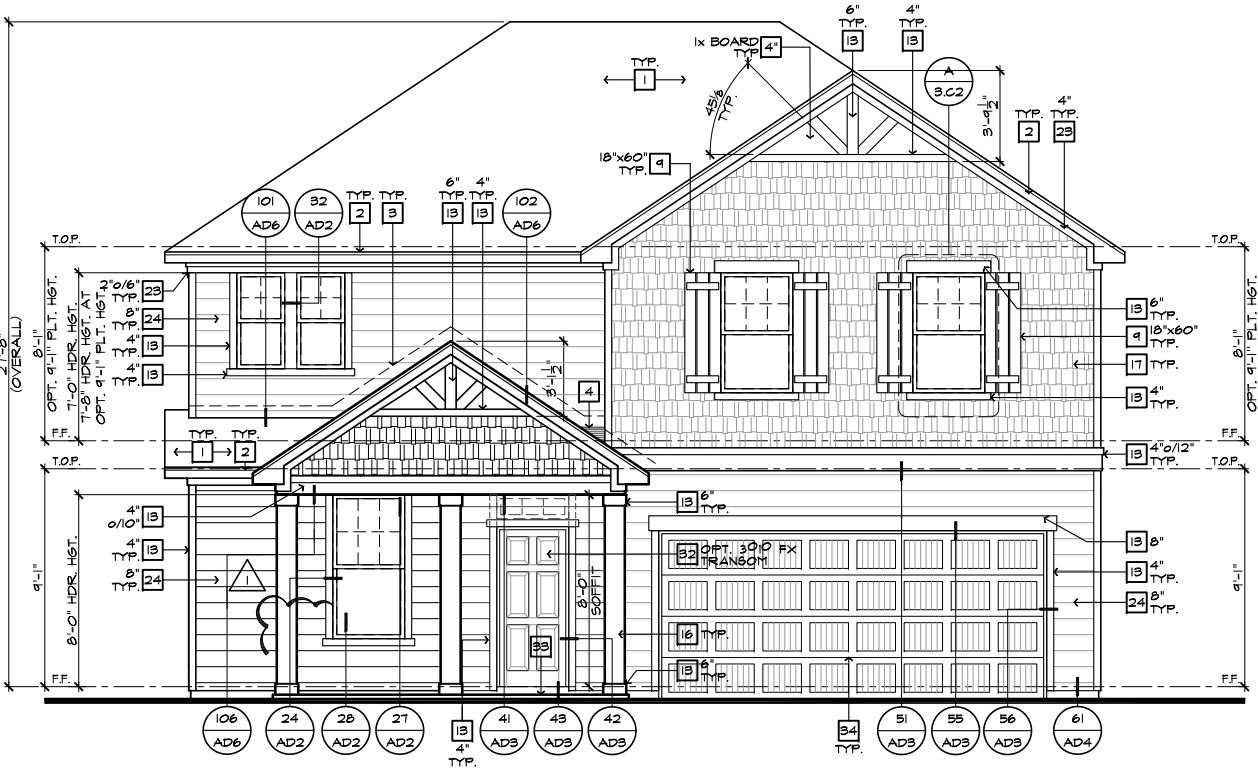 6"
TYP.
13
4"
TYP.
13
1x BOARD
TYP
4"
TYP.
1
45⅛
TYP.
A
3.C2
3'-9½"
TYP.
2
4"
TYP.
23
18"x60"
TYP.
9
101
AD6
32
AD2
TYP.
2
TYP.
3
6"
TYP.
13
4"
TYP.
13
102
AD6
T.O.P.
T.O.P.
(OVERALL)
8'-1"
OPT. 9'-1" PLT. HGT.
7'-0" HDR. HGT.
7'-8" HDR. HGT. AT
OPT. 9'-1" PLT. HGT.
2"o/6"
TYP.
23
8"
TYP.
24
4"
TYP.
13
4"
TYP.
13
3'-1½"
4
13
6"
TYP.
9
18"x60"
TYP.
17
TYP.
13
4"
TYP.
8'-1"
OPT. 9'-1" PLT. HGT.
F.F.
F.F.
TYP.
1
TYP.
2
13
4"o/12"
TYP.
T.O.P.
T.O.P.
9'-1"
8'-0" HDR. HGT.
4"
o/10"
13
4"
TYP.
13
8"
TYP.
24
1
13
6"
TYP.
32
OPT. 3010 FX
TRANSOM
8'-0"
SOFFIT
33
16
TYP.
13
6"
TYP.
13
8"
13
4"
TYP.
24
8"
TYP.
9'-1"
F.F.
F.F.
106
AD6
24
AD2
28
AD2
27
AD2
13
4"
TYP.
41
AD3
43
AD3
42
AD3
34
TYP.
51
AD3
55
AD3
56
AD3
61
AD4